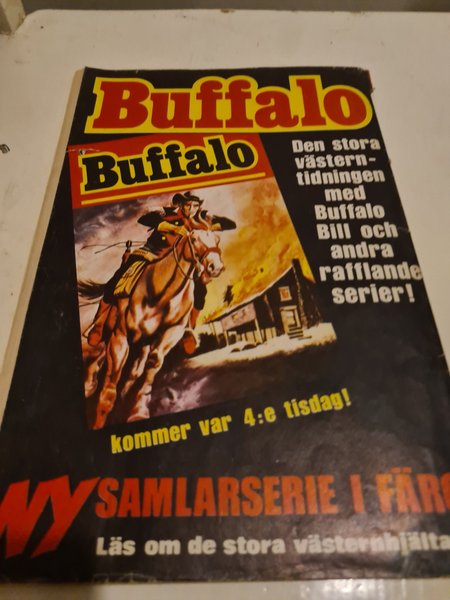 Buffalo
Buffalo
Den stora
västern-
tidningen
med
Buffalo
Bill och
andra
rafflande
serier!
kommer var 4:e tisdag!
NY SAMLARSERIE I FÄRG
Läs om de stora västernhjälta